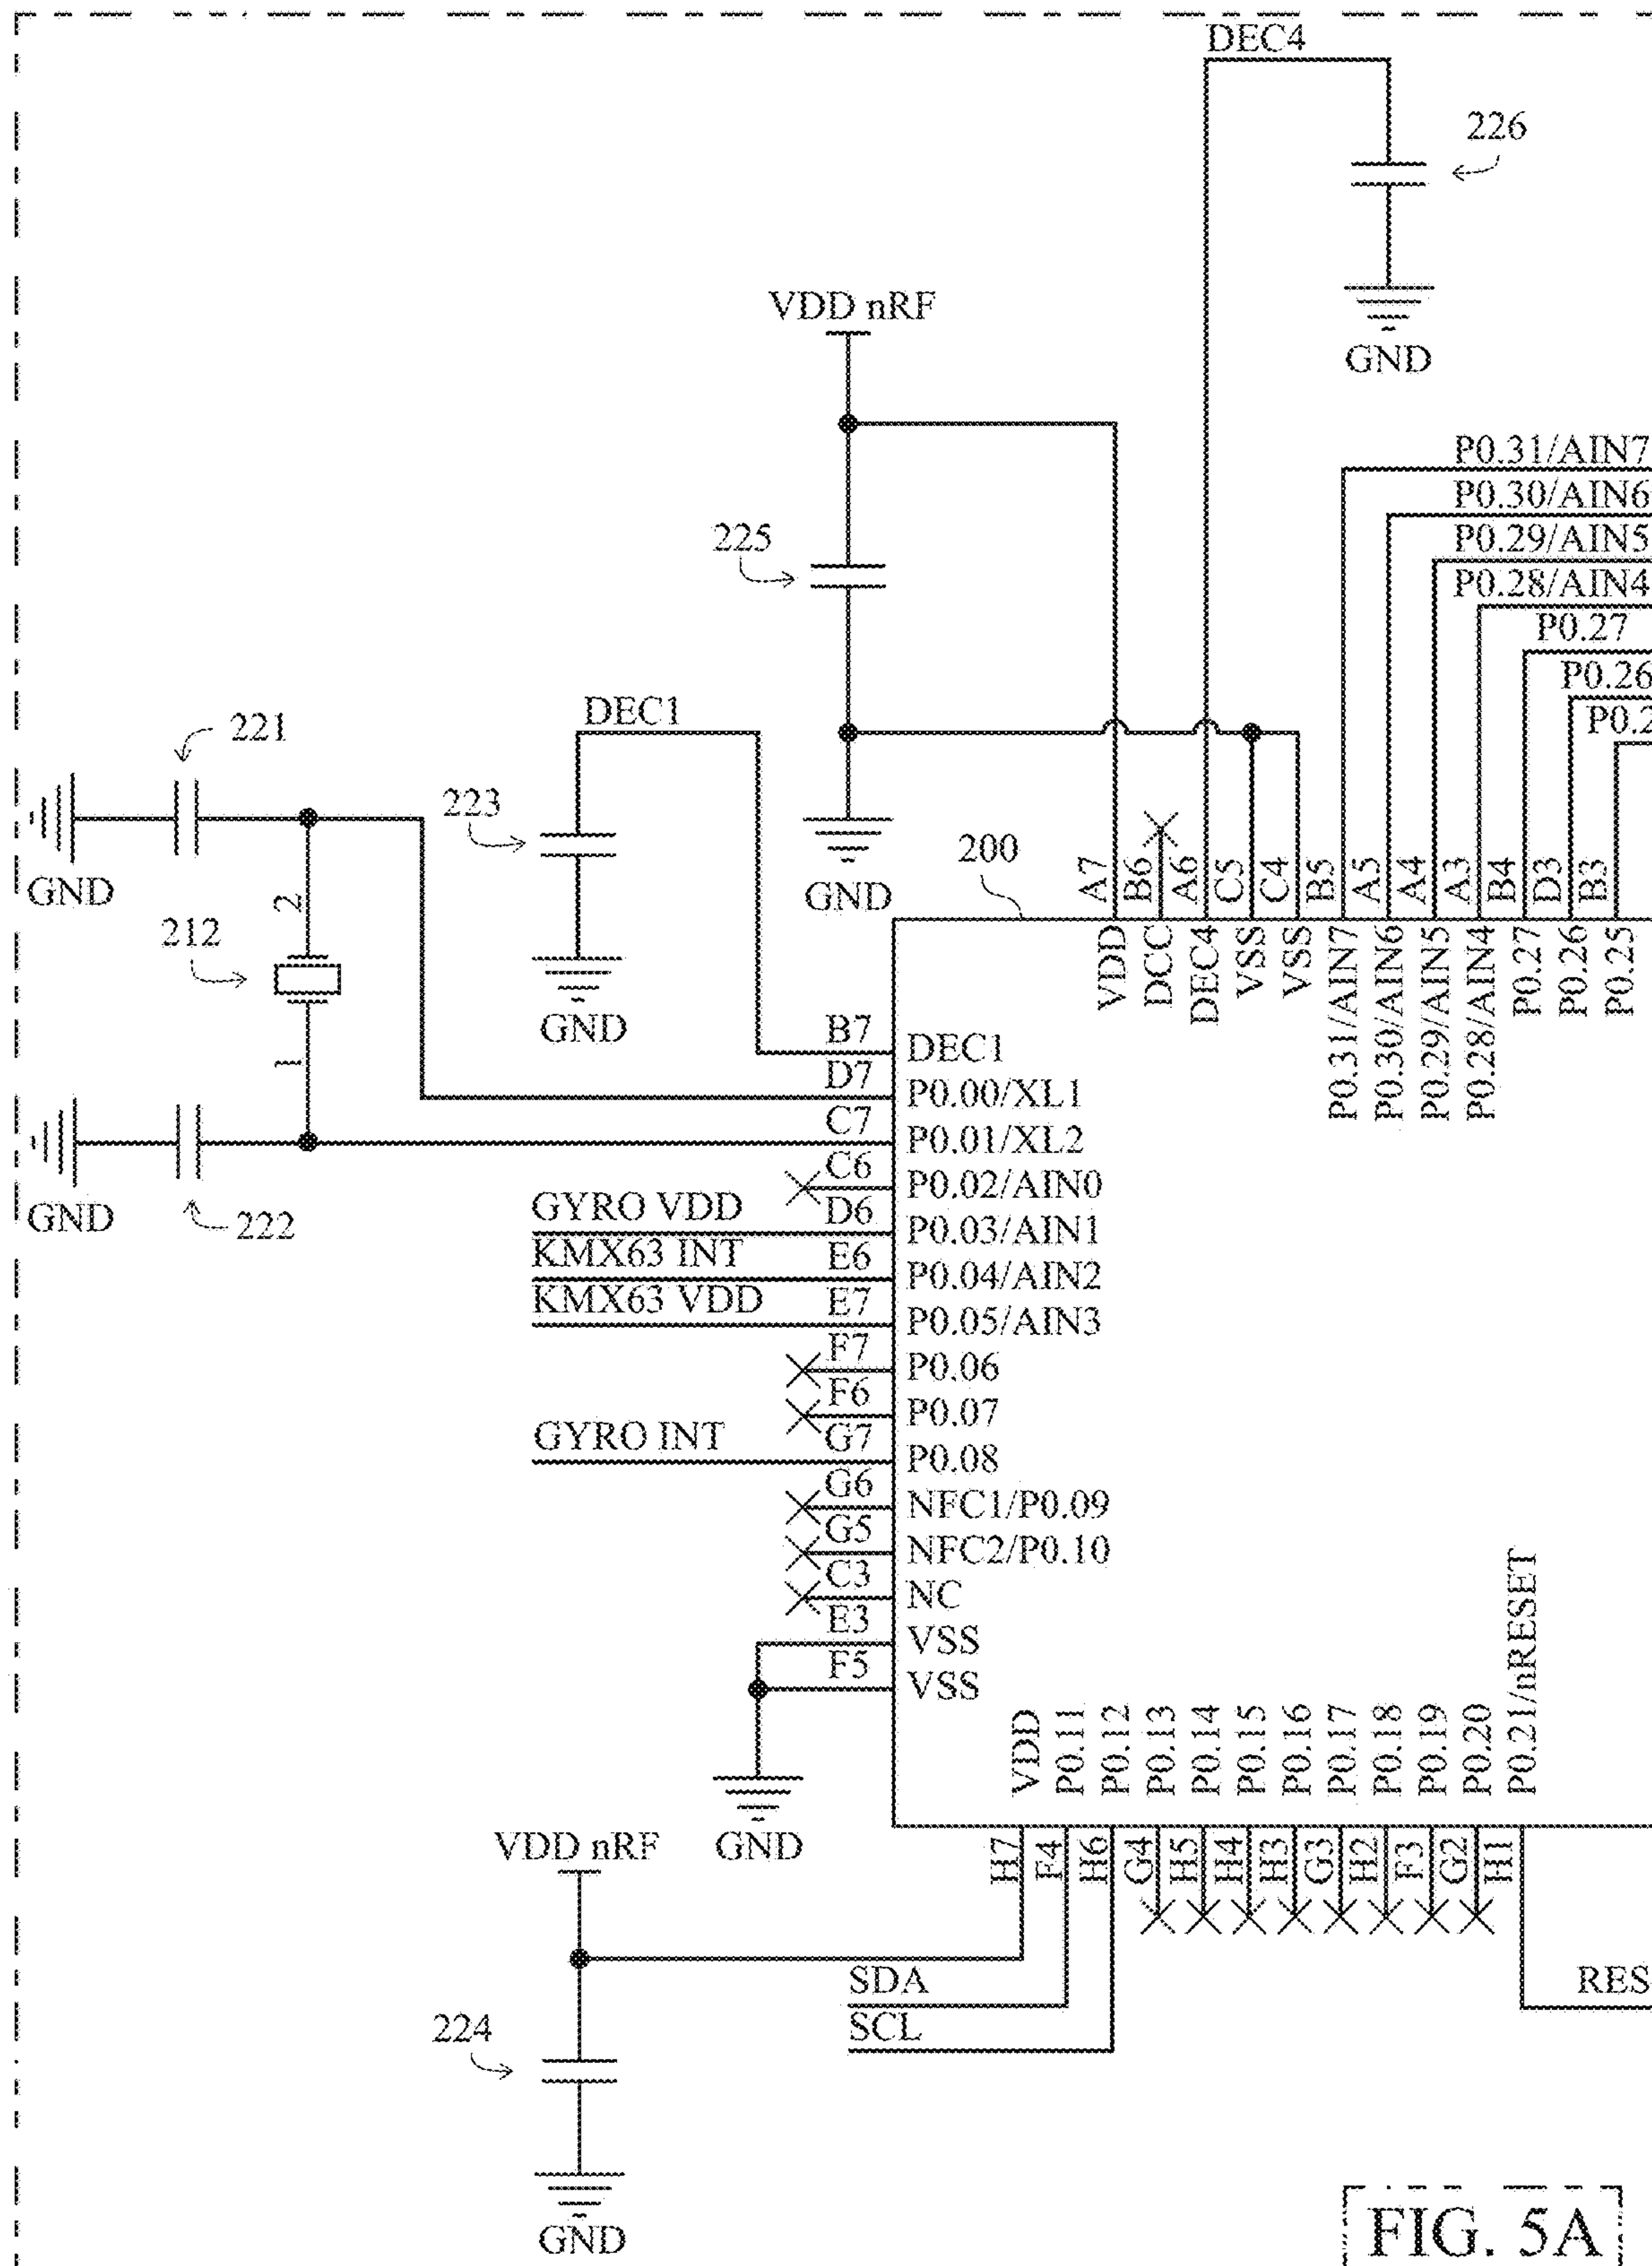 DEC4
226
GND
VDD nRF
225
P0.31/AIN7
P0.30/AIN6
P0.29/AIN5
P0.28/AIN4
P0.27
P0.26
P0.2
DEC1
221
GND
223
GND
GND
200
212
2
1
GND
222
A7
B6
A6
C5
C4
B5
A5
A4
A3
B4
D3
B3
VDD
DCC
DEC4
VSS
VSS
P0.31/AIN7
P0.30/AIN6
P0.29/AIN5
P0.28/AIN4
P0.27
P0.26
P0.25
B7 DEC1
D7 P0.00/XL1
C7 P0.01/XL2
C6 P0.02/AIN0
GYRO VDD D6 P0.03/AIN1
KMX63 INT E6 P0.04/AIN2
KMX63 VDD E7 P0.05/AIN3
F7 P0.06
F6 P0.07
GYRO INT G7 P0.08
G6 NFC1/P0.09
G5 NFC2/P0.10
C3 NC
E3 VSS
F5 VSS
GND
VDD
P0.11
P0.12
P0.13
P0.14
P0.15
P0.16
P0.17
P0.18
P0.19
P0.20
P0.21/nRESET
H7
F4
H6
G4
H5
H4
H3
G3
H2
F3
G2
H1
VDD nRF
SDA
SCL
RES
224
GND
FIG. 5A